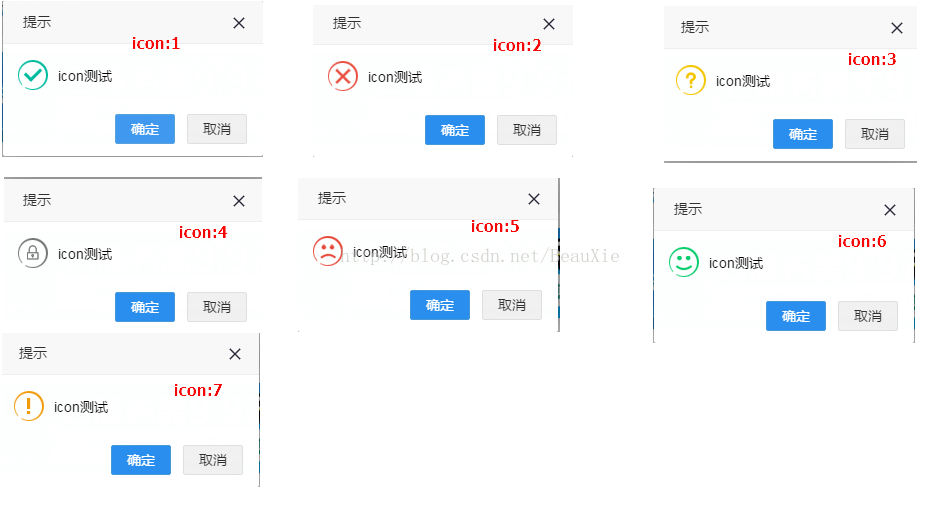 提示
icon:1
icon测试
确定 取消
提示
icon:2
icon测试
确定 取消
提示
icon:3
icon测试
确定 取消
提示
icon:4
icon测试
确定 取消
提示
icon:5
icon测试
http://blog.csdn.net/BeauXie
确定 取消
提示
icon:6
icon测试
确定 取消
提示
icon:7
icon测试
确定 取消